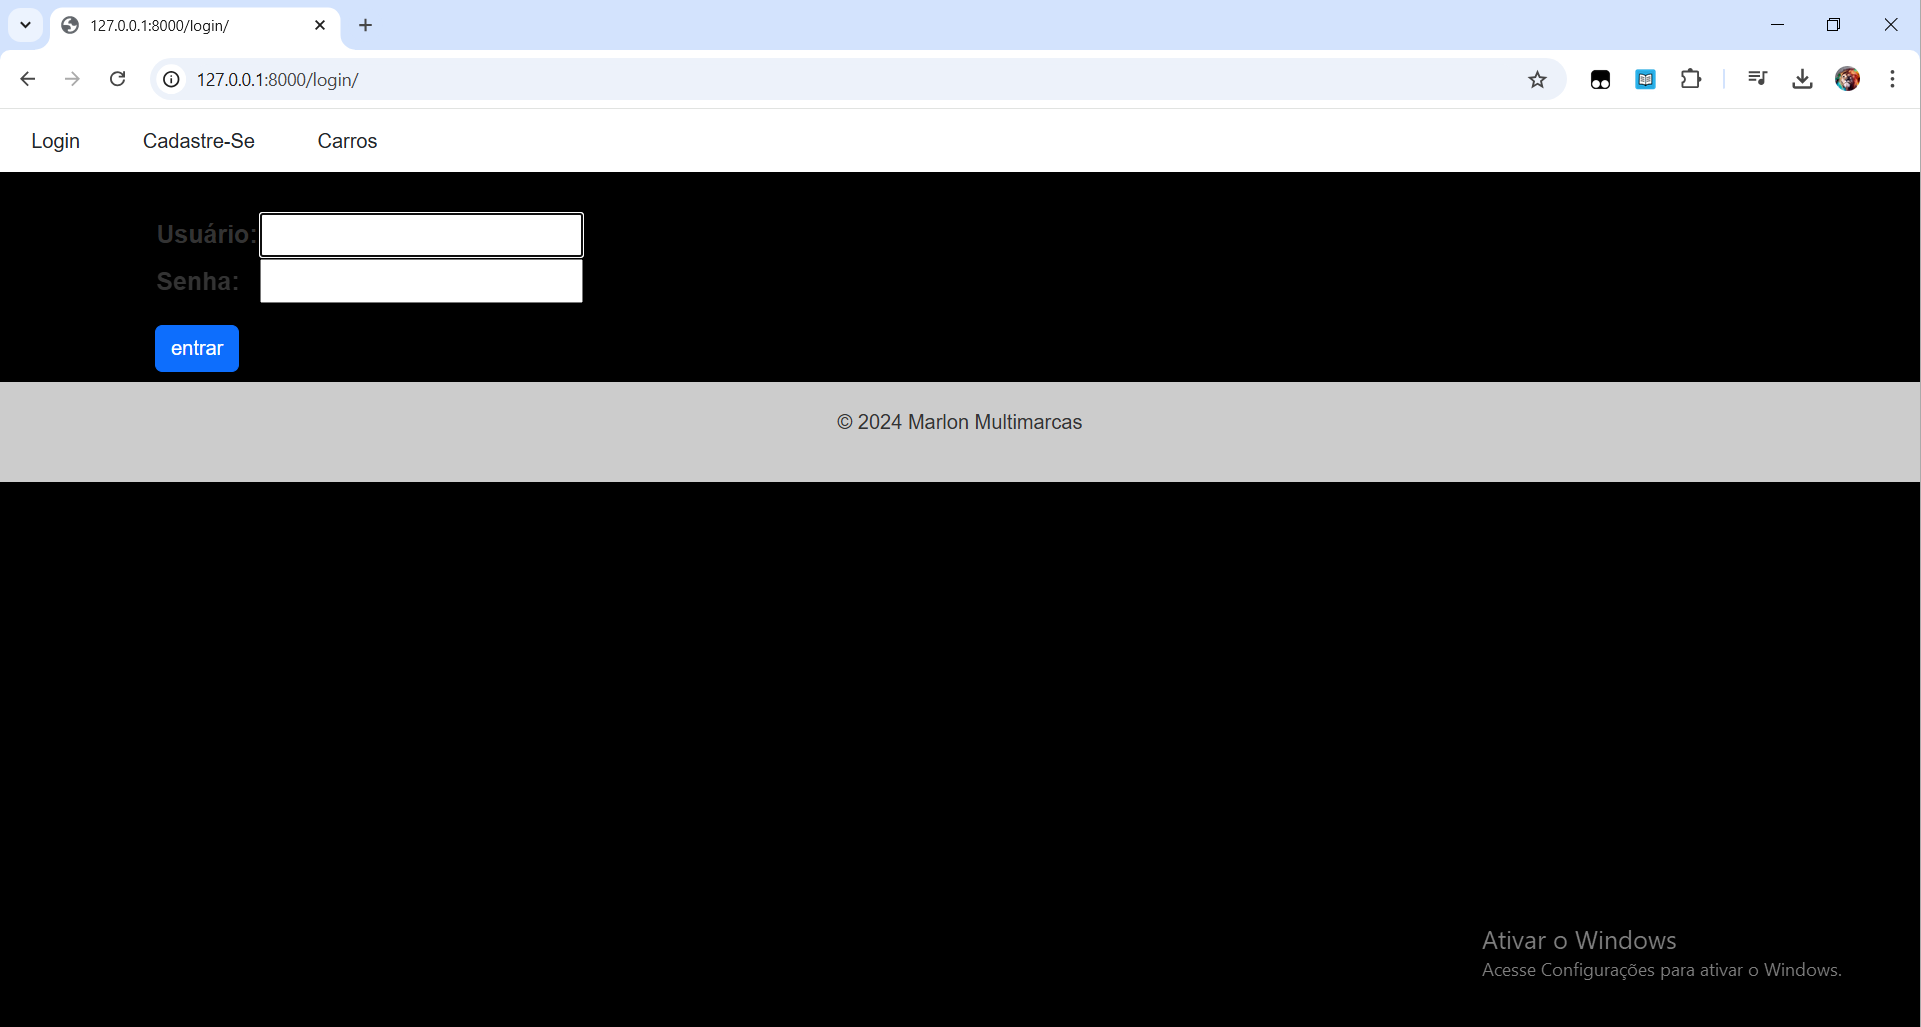 127.0.0.1:8000/login/
127.0.0.1:8000/login/
Login Cadastre-Se Carros
Usuário:
Senha:
entrar
© 2024 Marlon Multimarcas
Ativar o Windows
Acesse Configurações para ativar o Windows.